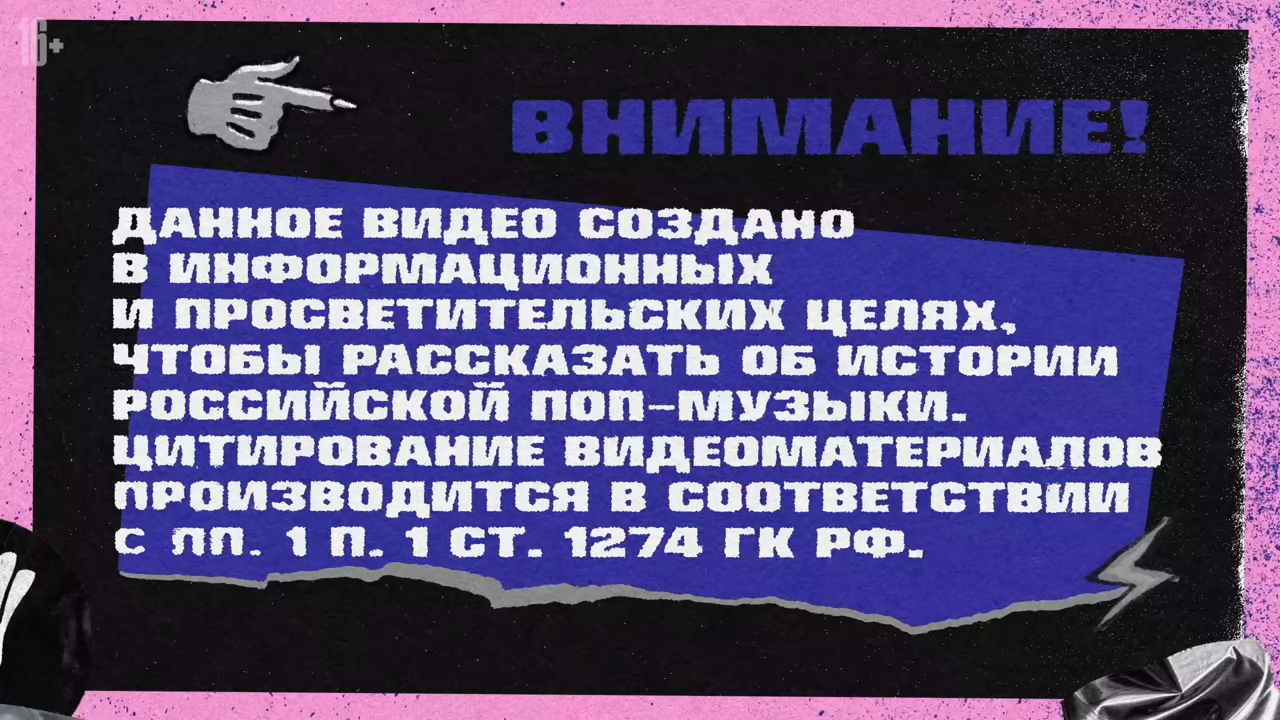 16+
ВНИМАНИЕ!
ДАННОЕ ВИДЕО СОЗДАНО
В ИНФОРМАЦИОННЫХ
И ПРОСВЕТИТЕЛЬСКИХ ЦЕЛЯХ,
ЧТОБЫ РАССКАЗАТЬ ОБ ИСТОРИИ
РОССИЙСКОЙ ПОП-МУЗЫКИ.
ЦИТИРОВАНИЕ ВИДЕОМАТЕРИАЛОВ
ПРОИЗВОДИТСЯ В СООТВЕТСТВИИ
С ПП. 1 П. 1 СТ. 1274 ГК РФ.